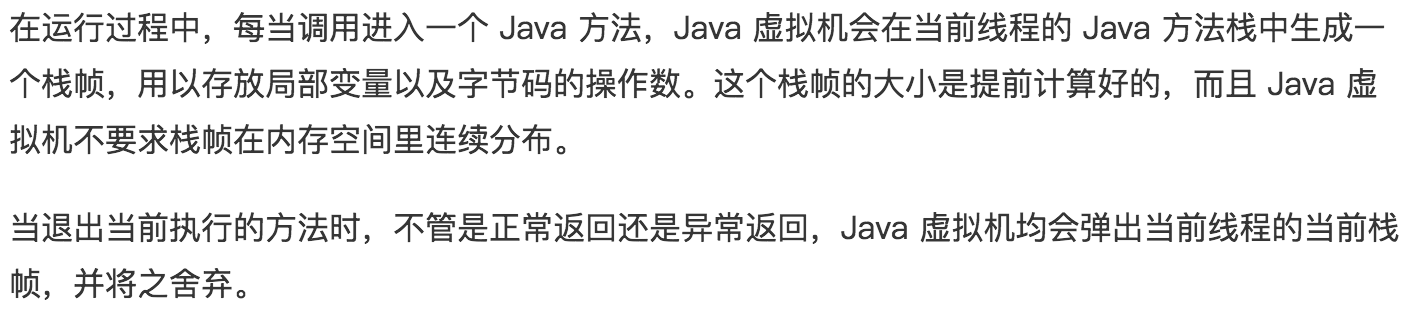 在运行过程中，每当调用进入一个 Java 方法，Java 虚拟机会在当前线程的 Java 方法栈中生成一
个栈帧，用以存放局部变量以及字节码的操作数。这个栈帧的大小是提前计算好的，而且 Java 虚
拟机不要求栈帧在内存空间里连续分布。
当退出当前执行的方法时，不管是正常返回还是异常返回，Java 虚拟机均会弹出当前线程的当前栈
帧，并将之舍弃。